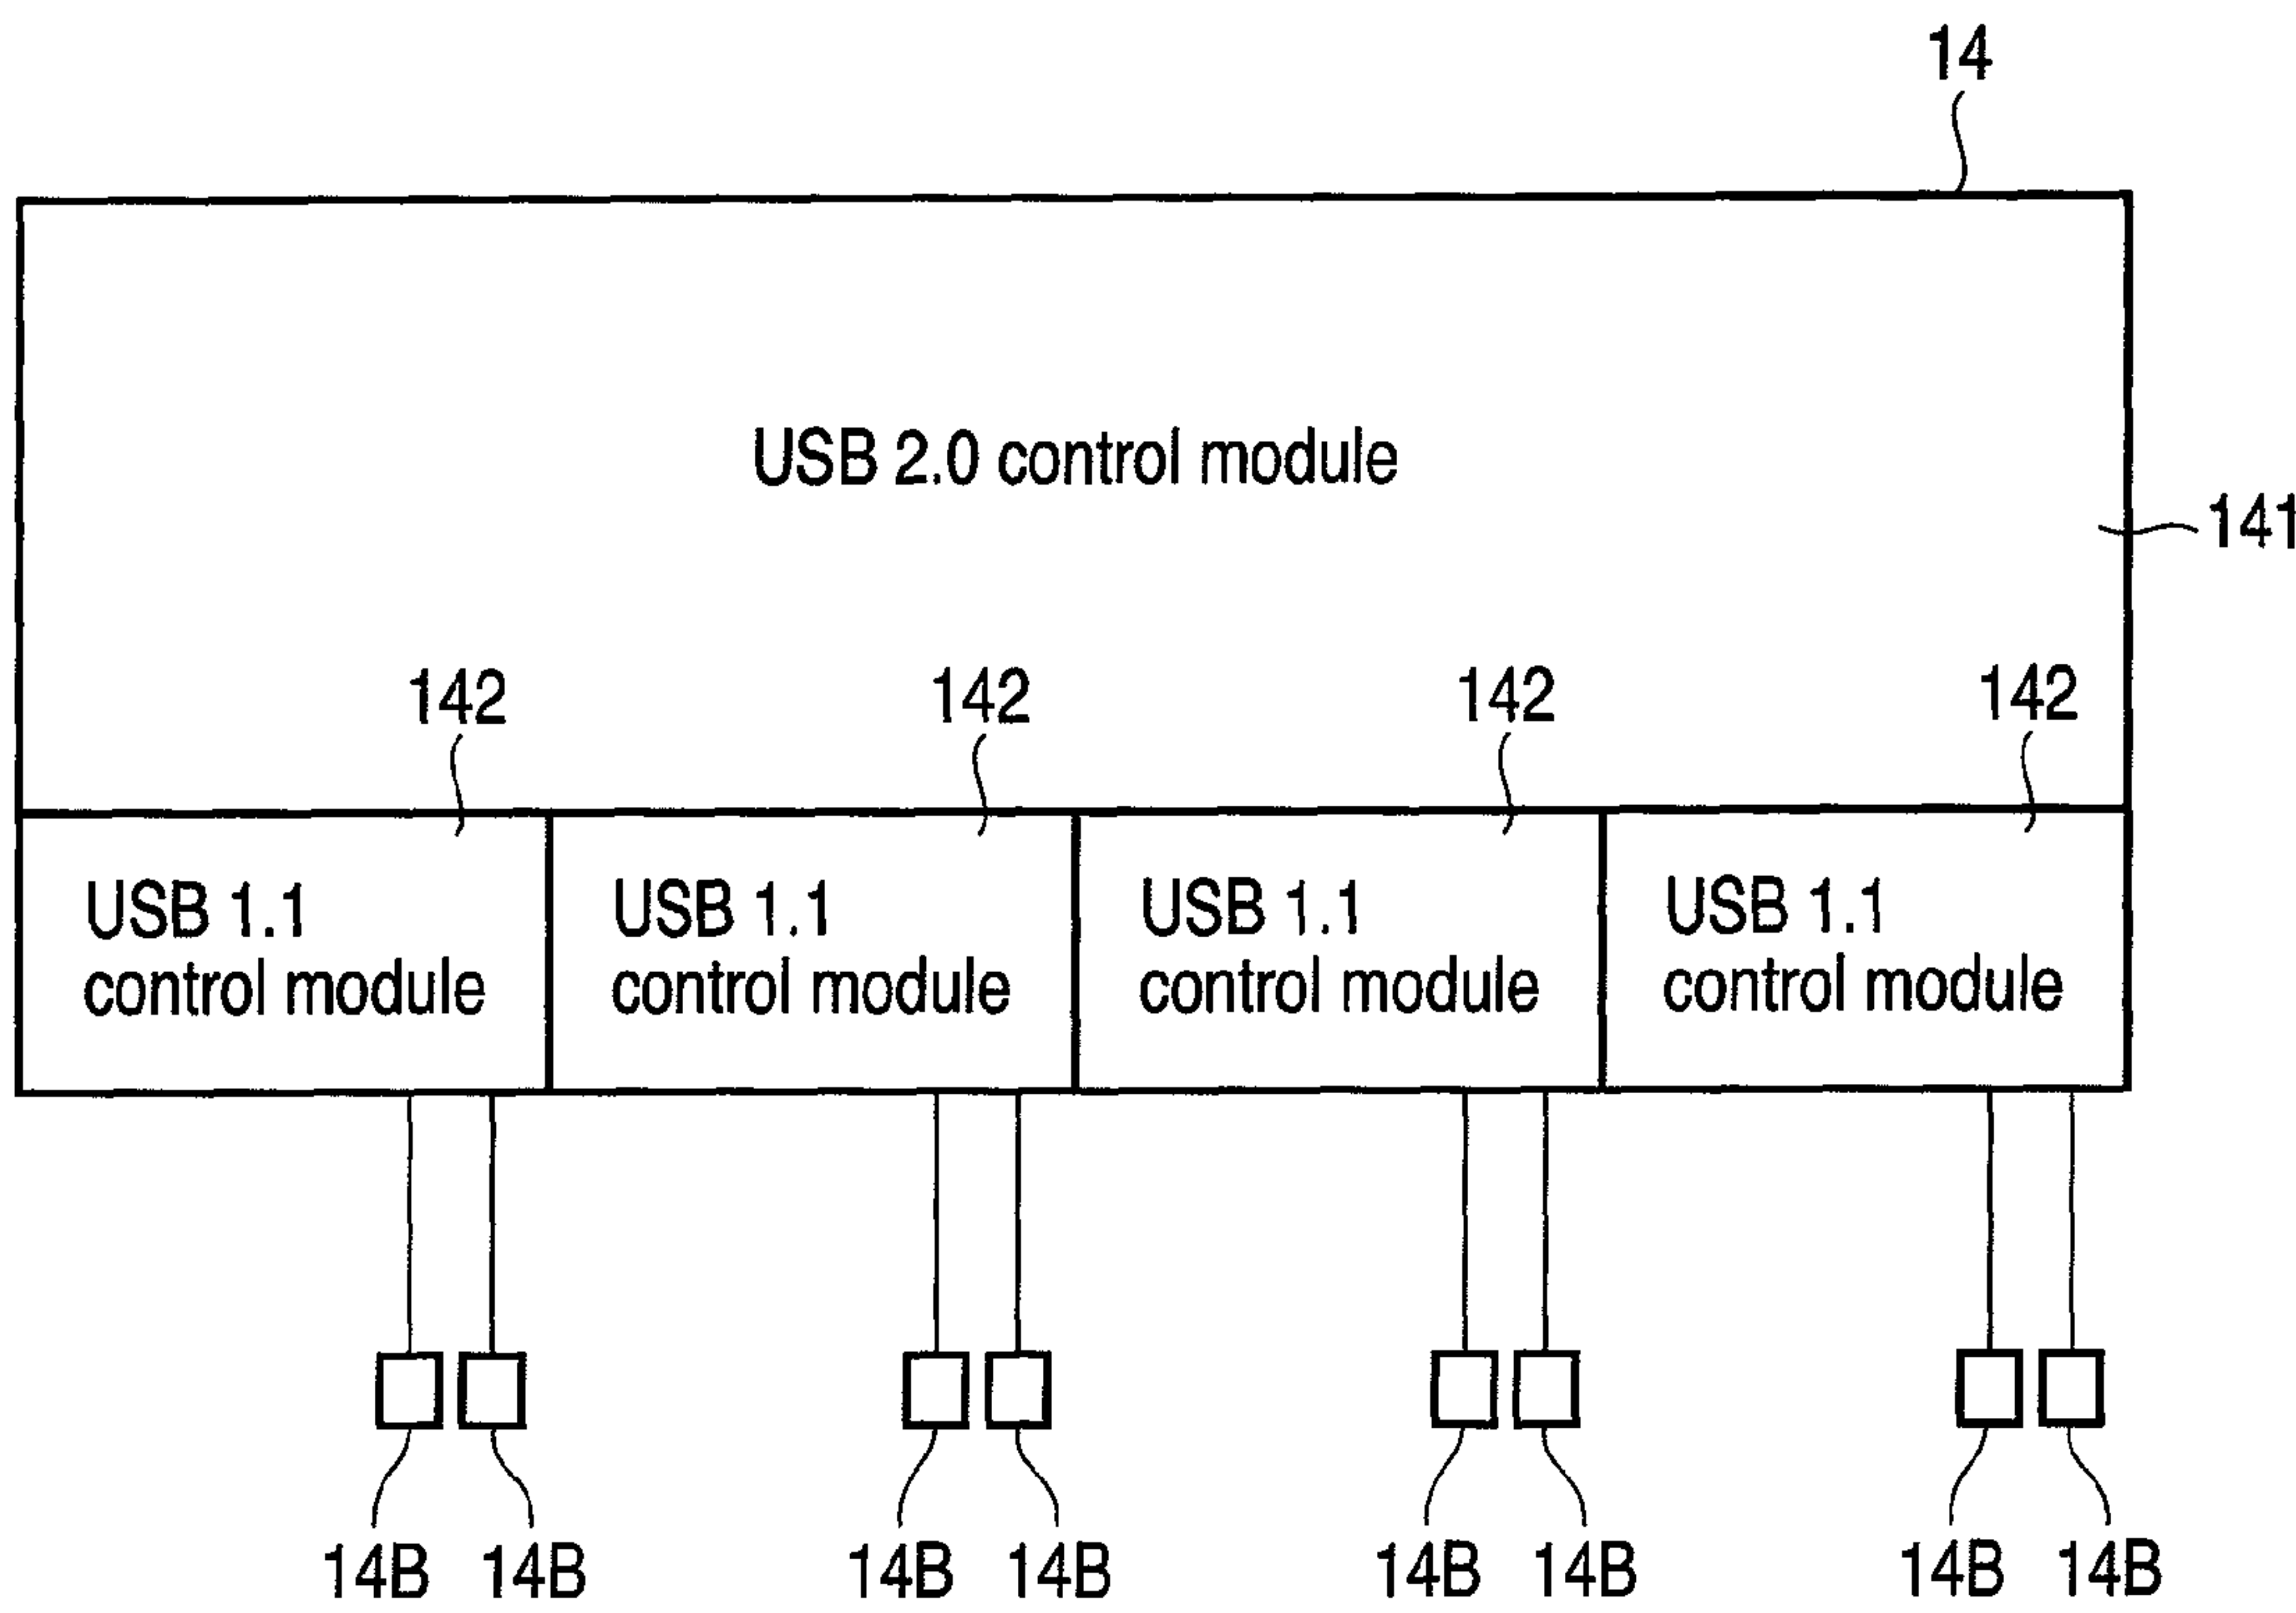 14
USB 2.0 control module
141
142 142 142 142
USB 1.1 USB 1.1 USB 1.1 USB 1.1
control module control module control module control module
14B 14B 14B 14B 14B 14B 14B 14B